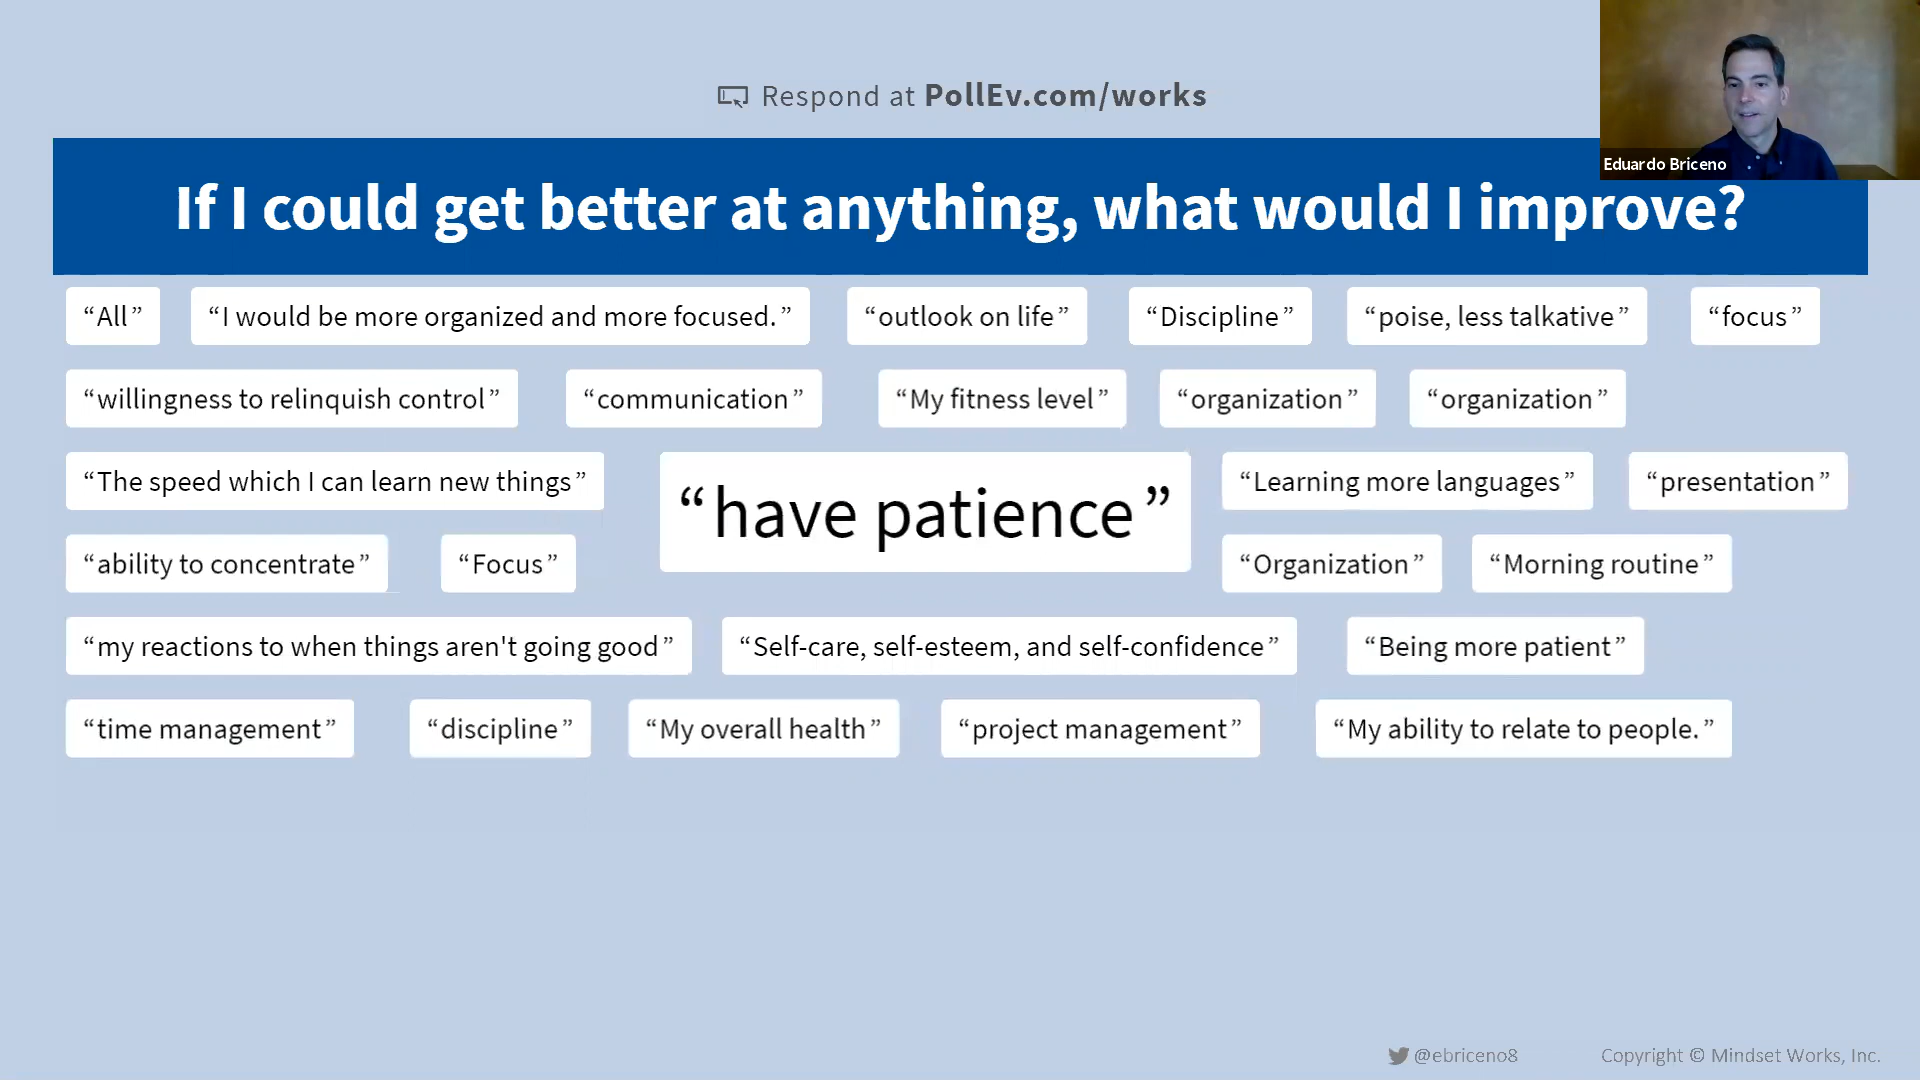 Respond at PollEv.com/works
Eduardo Briceno
If I could get better at anything, what would I improve?
“All” “I would be more organized and more focused.” “outlook on life” “Discipline” “poise, less talkative” “focus”
“willingness to relinquish control” “communication” “My fitness level” “organization” “organization”
“The speed which I can learn new things” “have patience” “Learning more languages” “presentation”
“ability to concentrate” “Focus” “Organization” “Morning routine”
“my reactions to when things aren't going good” “Self-care, self-esteem, and self-confidence” “Being more patient”
“time management” “discipline” “My overall health” “project management” “My ability to relate to people.”
@ebriceno8 Copyright © Mindset Works, Inc.